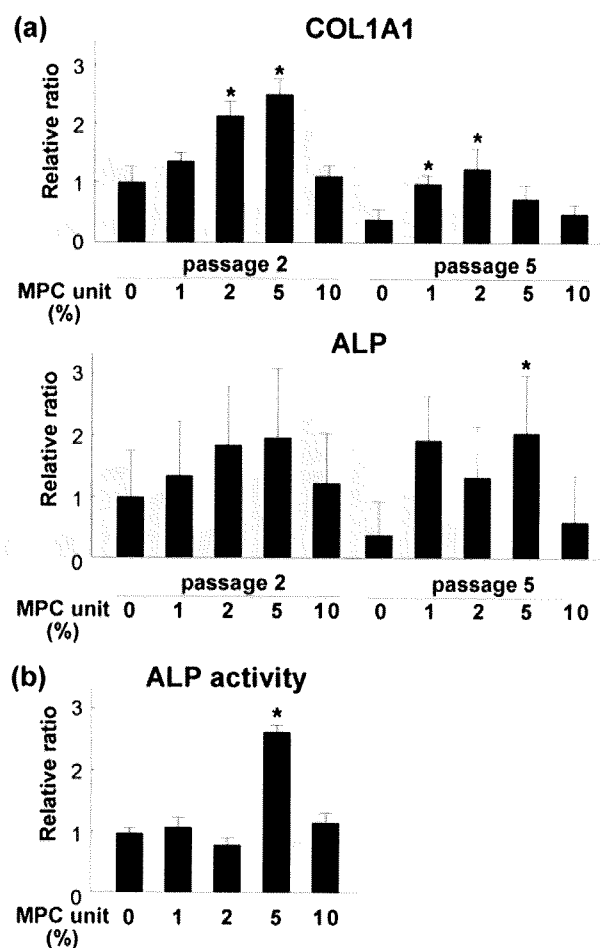 (a) COL1A1
Relative ratio
3
2
1
0
* * * *
passage 2 passage 5
MPC unit (%) 0 1 2 5 10 0 1 2 5 10
ALP
Relative ratio
3
2
1
0
*
passage 2 passage 5
MPC unit (%) 0 1 2 5 10 0 1 2 5 10
(b) ALP activity
Relative ratio
3
2
1
0
*
MPC unit (%) 0 1 2 5 10